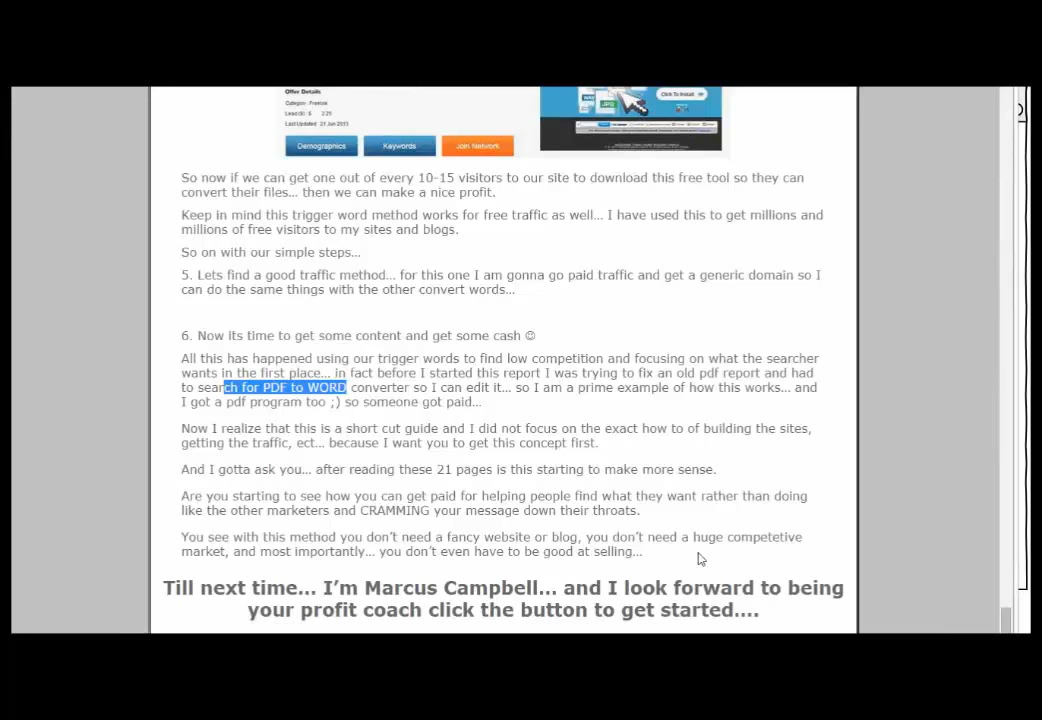 Offer Details
Category: Freebie
Lead/Dl: $ 2.25
Last Updated: 21 Jun 2013
JPG
Click To Install
Demographics
Keywords
Join Network
So now if we can get one out of every 10-15 visitors to our site to download this free tool so they can
convert their files... then we can make a nice profit.
Keep in mind this trigger word method works for free traffic as well... I have used this to get millions and
millions of free visitors to my sites and blogs.
So on with our simple steps...
5. Lets find a good traffic method... for this one I am gonna go paid traffic and get a generic domain so I
can do the same things with the other convert words...
6. Now its time to get some content and get some cash ☺
All this has happened using our trigger words to find low competition and focusing on what the searcher
wants in the first place... in fact before I started this report I was trying to fix an old pdf report and had
to search for PDF to WORD converter so I can edit it... so I am a prime example of how this works... and
I got a pdf program too ;) so someone got paid...
Now I realize that this is a short cut guide and I did not focus on the exact how to of building the sites,
getting the traffic, ect... because I want you to get this concept first.
And I gotta ask you... after reading these 21 pages is this starting to make more sense.
Are you starting to see how you can get paid for helping people find what they want rather than doing
like the other marketers and CRAMMING your message down their throats.
You see with this method you don't need a fancy website or blog, you don't need a huge competetive
market, and most importantly... you don't even have to be good at selling...
Till next time... I'm Marcus Campbell... and I look forward to being
your profit coach click the button to get started....